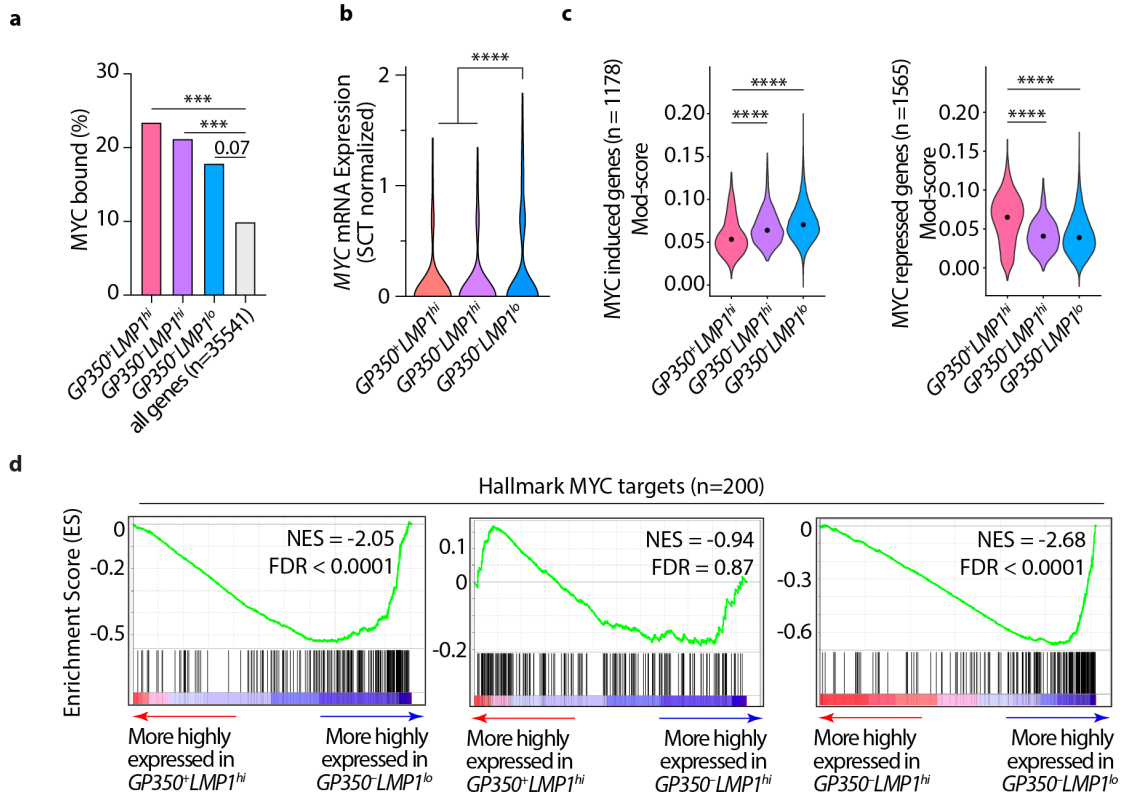 a
MYC bound (%)
30
20
10
0
***
***
0.07
GP350+LMP1hi
GP350-LMP1hi
GP350-LMP1lo
all genes (n=35541)
b
MYC mRNA Expression
(SCT normalized)
2
1
0
****
GP350+LMP1hi
GP350-LMP1hi
GP350-LMP1lo
c
MYC induced genes (n = 1178)
Mod-score
0.20
0.15
0.10
0.05
0.00
****
****
GP350+LMP1hi
GP350-LMP1hi
GP350-LMP1lo
MYC repressed genes (n =1565)
Mod-score
0.20
0.15
0.10
0.05
0.00
****
****
GP350+LMP1hi
GP350-LMP1hi
GP350-LMP1lo
d
Hallmark MYC targets (n=200)
Enrichment Score (ES)
0
-0.2
-0.5
NES = -2.05
FDR < 0.0001
More highly
expressed in
GP350+LMP1hi
More highly
expressed in
GP350-LMP1lo
0.1
0
-0.2
NES = -0.94
FDR = 0.87
More highly
expressed in
GP350+LMP1hi
More highly
expressed in
GP350-LMP1hi
0
-0.3
-0.6
NES = -2.68
FDR < 0.0001
More highly
expressed in
GP350-LMP1hi
More highly
expressed in
GP350-LMP1lo